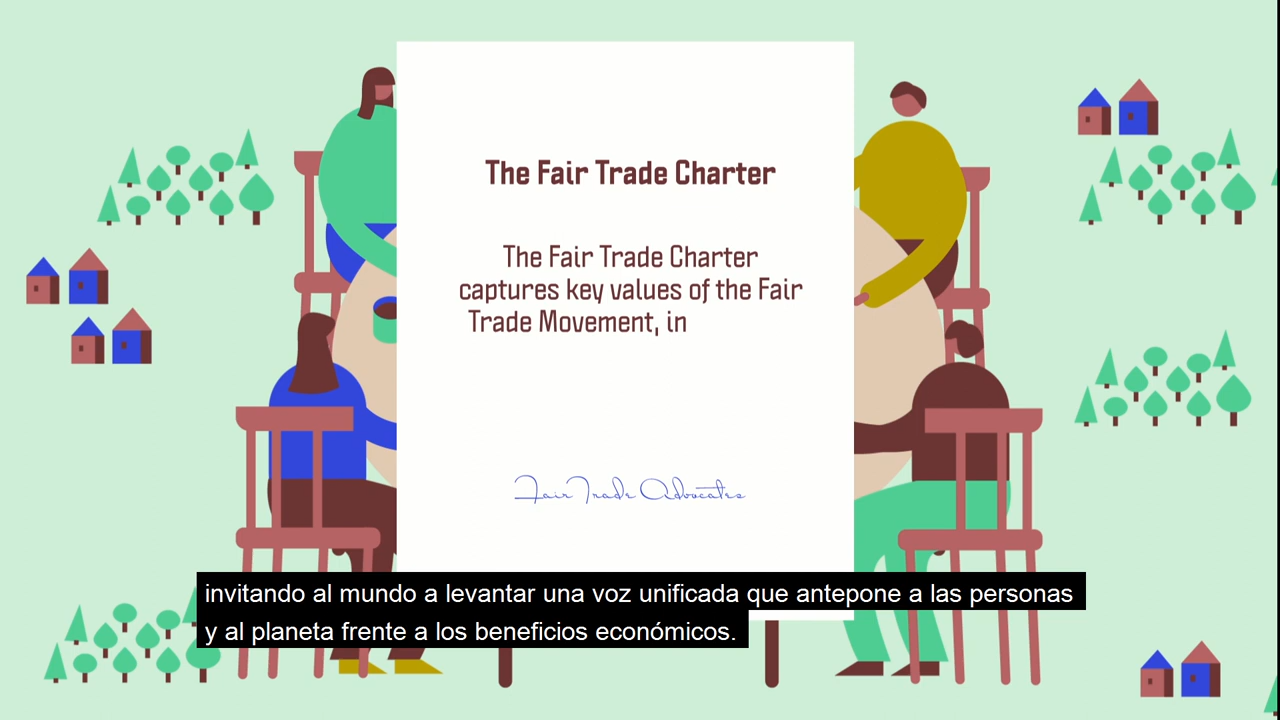 The Fair Trade Charter
The Fair Trade Charter
captures key values of the Fair
Trade Movement, in
Fair Trade Advocates
invitando al mundo a levantar una voz unificada que antepone a las personas
y al planeta frente a los beneficios económicos.